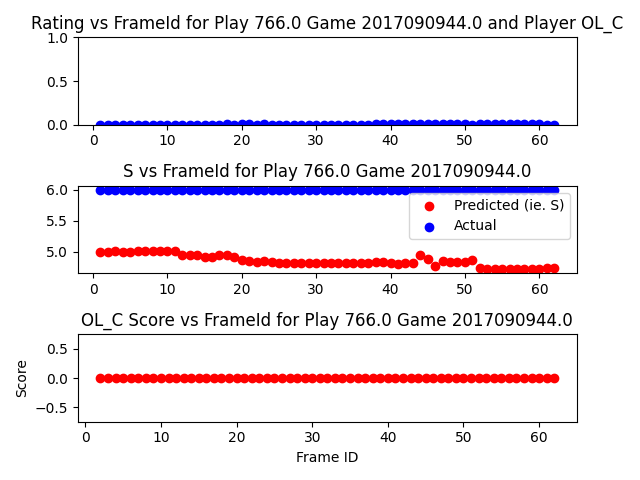 Rating vs FrameId for Play 766.0 Game 2017090944.0 and Player OL_C
1.0
0.5
0.0
0 10 20 30 40 50 60
S vs FrameId for Play 766.0 Game 2017090944.0
6.0
5.5
5.0
Predicted (ie. S)
Actual
0 10 20 30 40 50 60
OL_C Score vs FrameId for Play 766.0 Game 2017090944.0
Score
0.5
0.0
−0.5
0 10 20 30 40 50 60
Frame ID